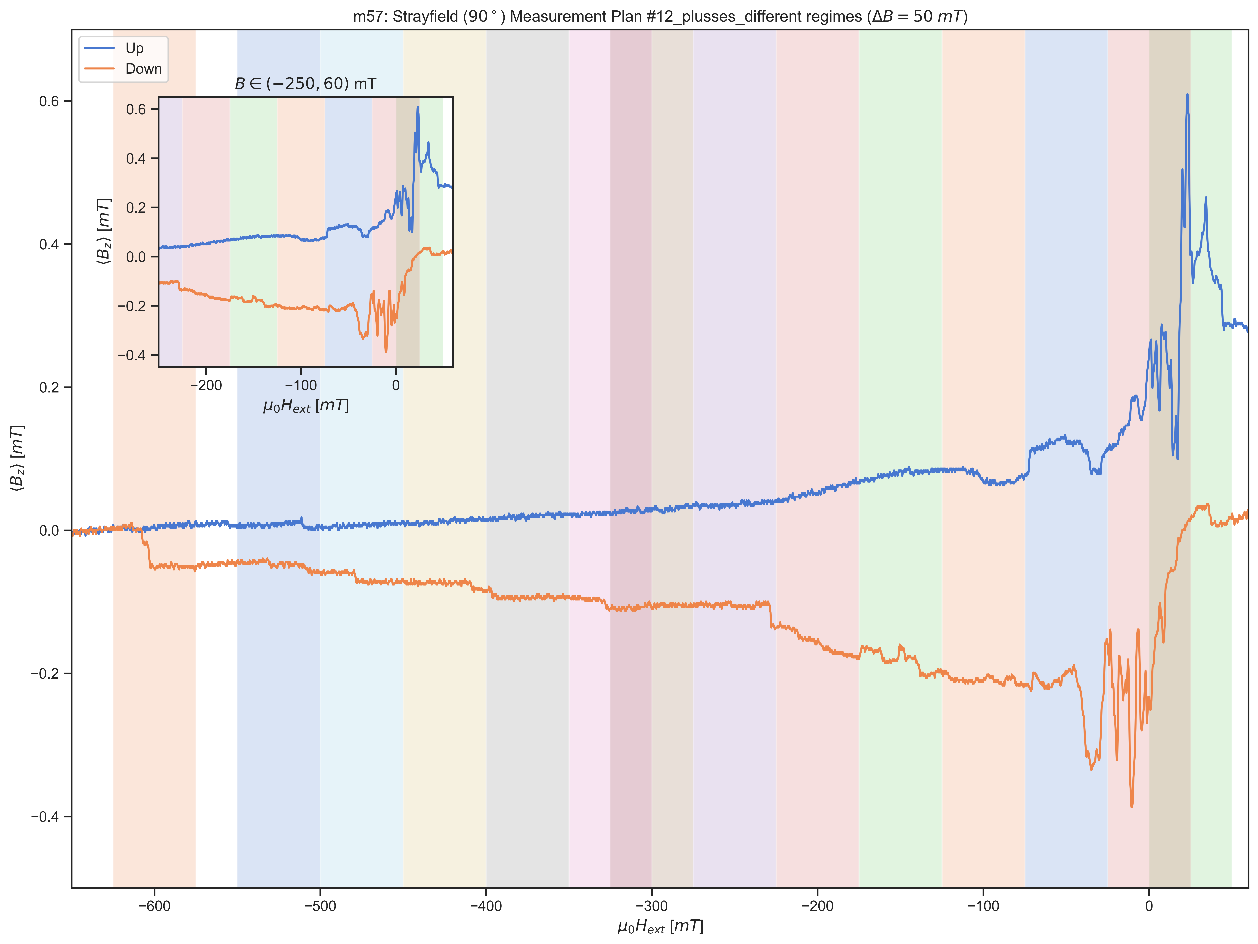 m57: Strayfield (90°) Measurement Plan #12_plusses_different regimes (ΔB = 50 mT)
Up
Down
B ∈ (−250, 60) mT
0.6
0.4
0.2
0.0
−0.2
−0.4
⟨B_z⟩ [mT]
−200
−100
0
μ₀H_ext [mT]
0.6
0.4
0.2
0.0
−0.2
−0.4
⟨B_z⟩ [mT]
−600
−500
−400
−300
−200
−100
0
μ₀H_ext [mT]